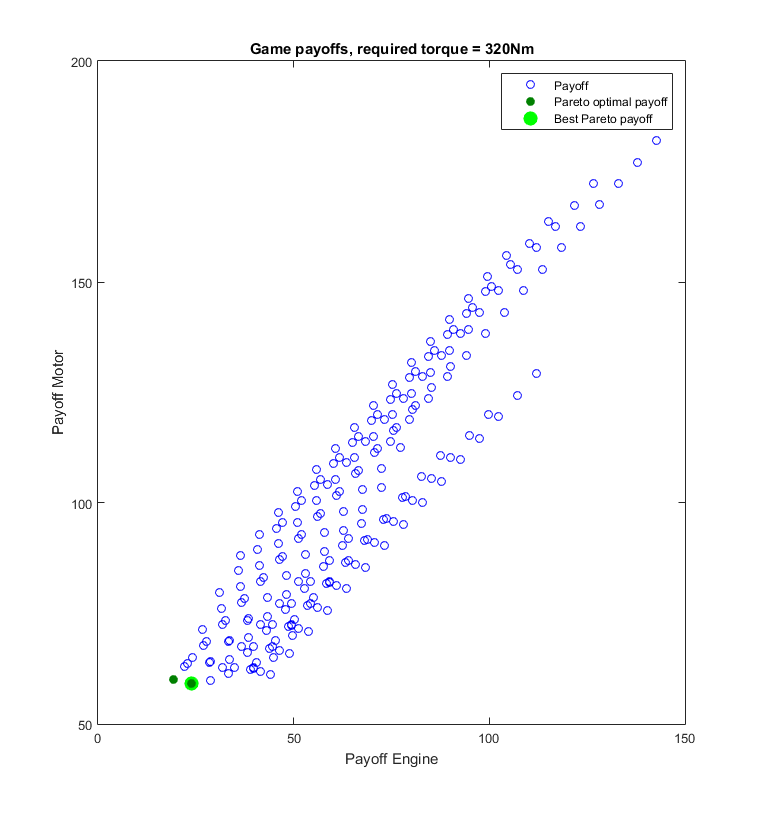 Game payoffs, required torque = 320Nm
Payoff
Pareto optimal payoff
Best Pareto payoff
200
150
100
50
Payoff Motor
0
50
100
150
Payoff Engine